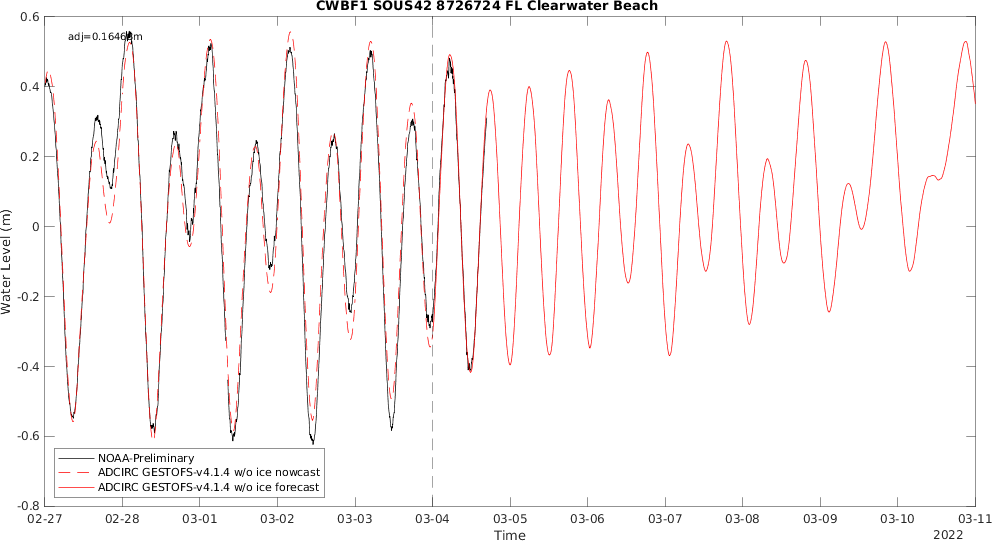 CWBF1 SOUS42 8726724 FL Clearwater Beach
0.6
adj=0.1646
0.4
0.2
0
-0.2
-0.4
-0.6
-0.8
Water Level (m)
NOAA-Preliminary
ADCIRC GESTOFS-v4.1.4 w/o ice nowcast
ADCIRC GESTOFS-v4.1.4 w/o ice forecast
02-27 02-28 03-01 03-02 03-03 03-04 03-05 03-06 03-07 03-08 03-09 03-10 03-11
Time
2022